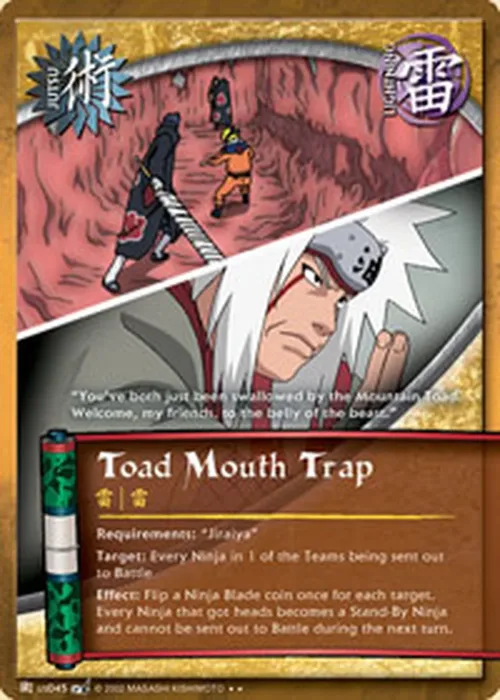 JUTSU 術
LIGHTNING 雷
"You've both just been swallowed by the Mountain Toad.
Welcome, my friends, to the belly of the beast."
Toad Mouth Trap
雷 | 雷
Requirements: "Jiraiya"
Target: Every Ninja in 1 of the Teams being sent out
to Battle
Effect: Flip a Ninja Blade coin once for each target.
Every Ninja that got heads becomes a Stand-By Ninja
and cannot be sent out to Battle during the next turn.
© 2002 MASASHI KISHIMOTO